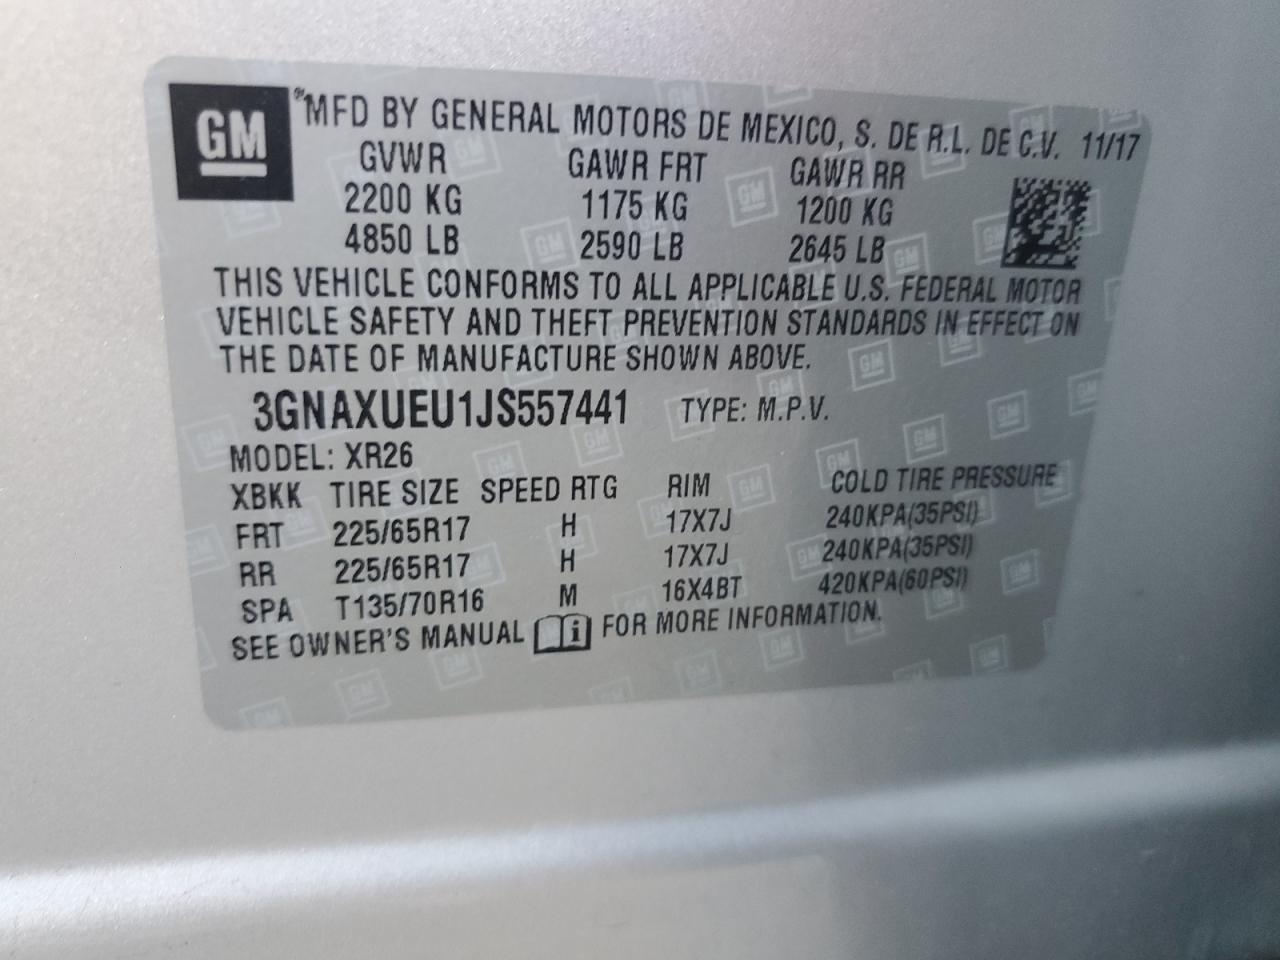 GM
®MFD BY GENERAL MOTORS DE MEXICO, S. DE R.L. DE C.V. 11/17
GVWR GAWR FRT GAWR RR
2200 KG 1175 KG 1200 KG
4850 LB 2590 LB 2645 LB
THIS VEHICLE CONFORMS TO ALL APPLICABLE U.S. FEDERAL MOTOR
VEHICLE SAFETY AND THEFT PREVENTION STANDARDS IN EFFECT ON
THE DATE OF MANUFACTURE SHOWN ABOVE.
3GNAXUEU1JS557441 TYPE: M.P.V.
MODEL: XR26
XBKK TIRE SIZE SPEED RTG RIM COLD TIRE PRESSURE
FRT 225/65R17 H 17X7J 240KPA(35PSI)
RR 225/65R17 H 17X7J 240KPA(35PSI)
SPA T135/70R16 M 16X4BT 420KPA(60PSI)
SEE OWNER'S MANUAL i FOR MORE INFORMATION.